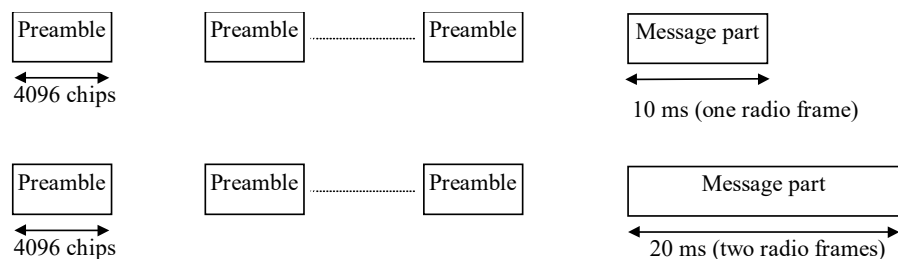 Preamble Preamble Preamble Message part
4096 chips
10 ms (one radio frame)
Preamble Preamble Preamble Message part
4096 chips
20 ms (two radio frames)